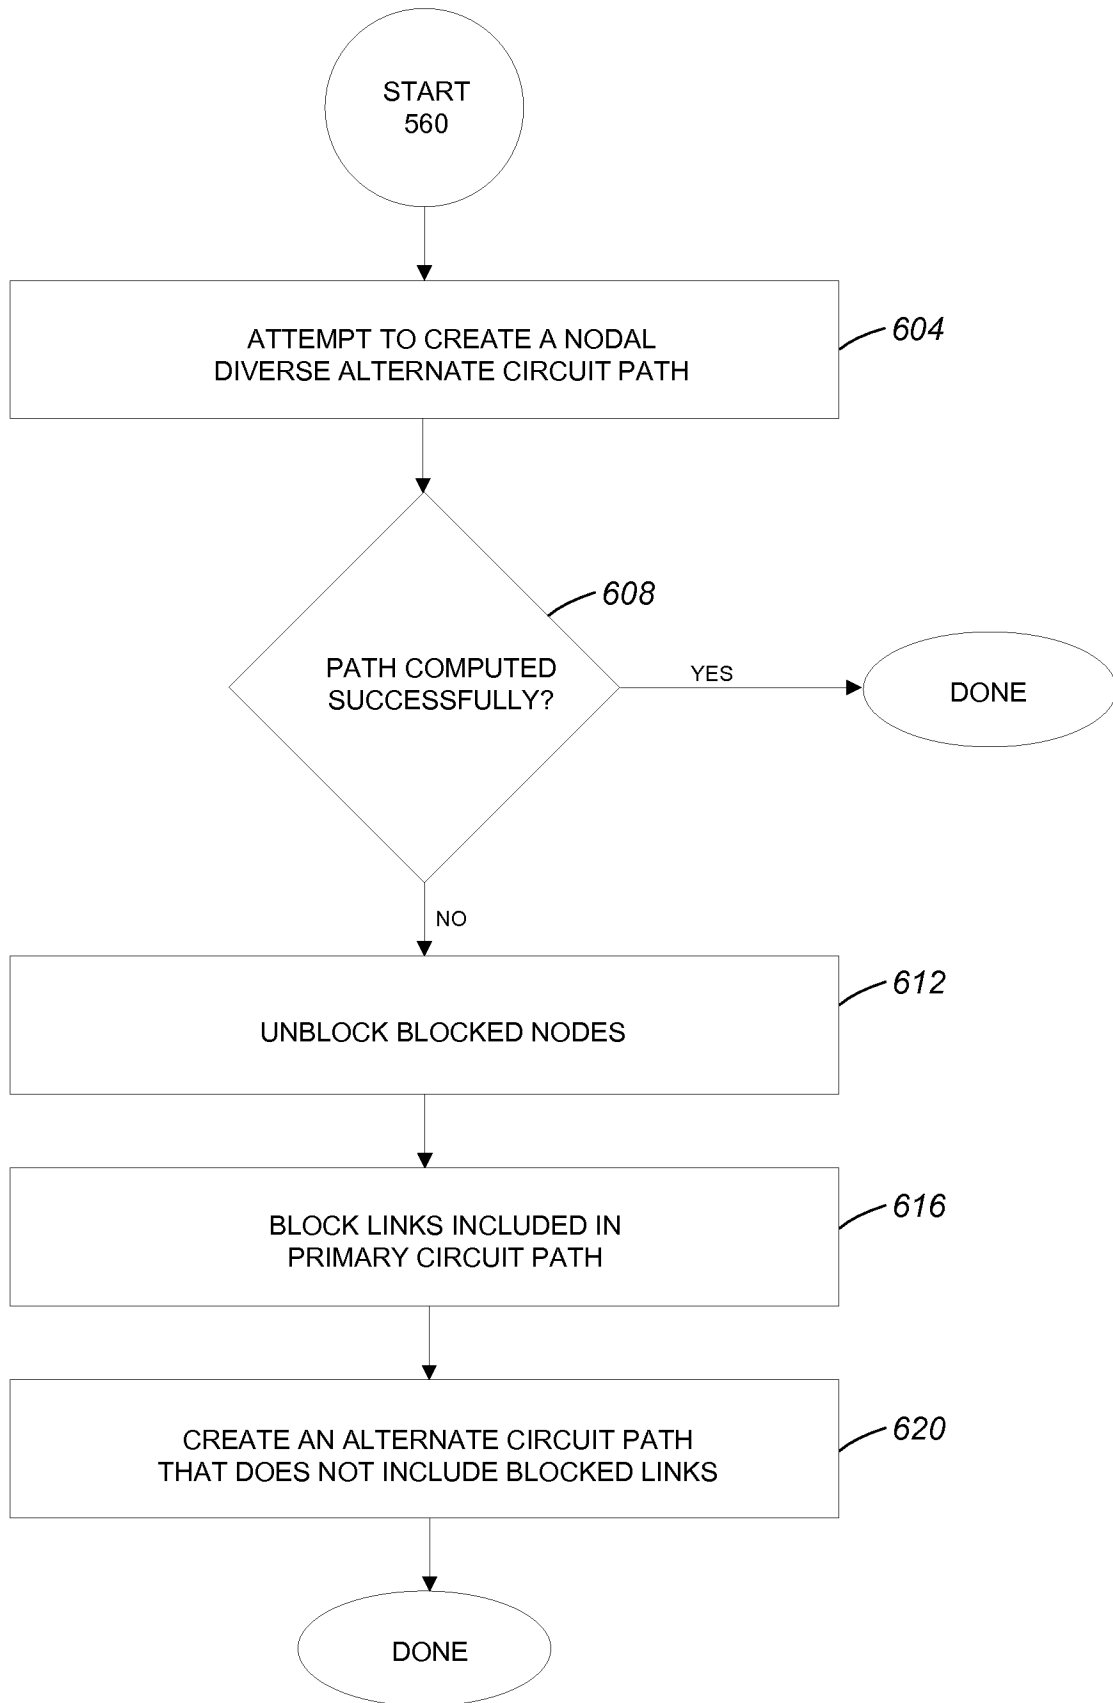 START
560
ATTEMPT TO CREATE A NODAL
DIVERSE ALTERNATE CIRCUIT PATH
604
608
PATH COMPUTED
SUCCESSFULLY?
YES
DONE
NO
612
UNBLOCK BLOCKED NODES
616
BLOCK LINKS INCLUDED IN
PRIMARY CIRCUIT PATH
620
CREATE AN ALTERNATE CIRCUIT PATH
THAT DOES NOT INCLUDE BLOCKED LINKS
DONE